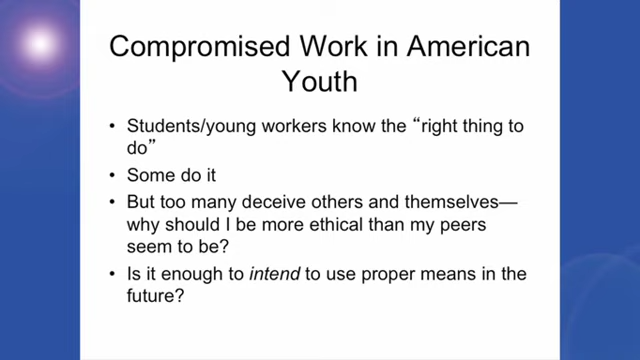 Compromised Work in American
Youth
• Students/young workers know the “right thing to
do”
• Some do it
• But too many deceive others and themselves—
why should I be more ethical than my peers
seem to be?
• Is it enough to intend to use proper means in the
future?